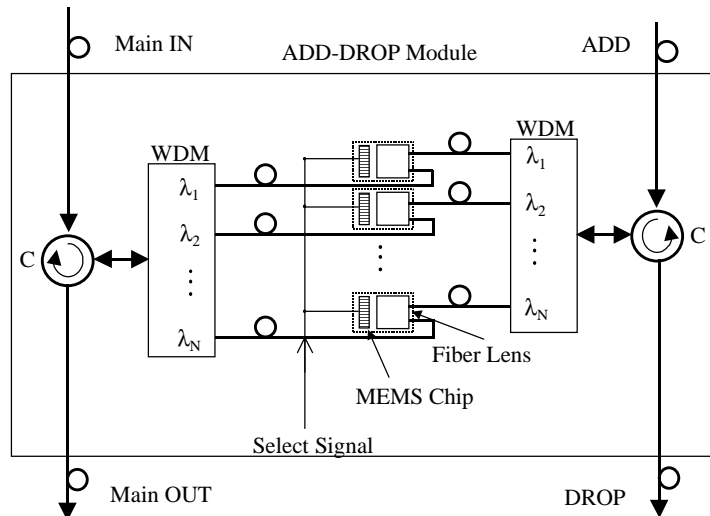 Main IN
ADD-DROP Module
ADD
WDM
WDM
λ1
λ1
λ2
λ2
C
C
⋮
⋮
⋮
λN
λN
Fiber Lens
MEMS Chip
Select Signal
Main OUT
DROP